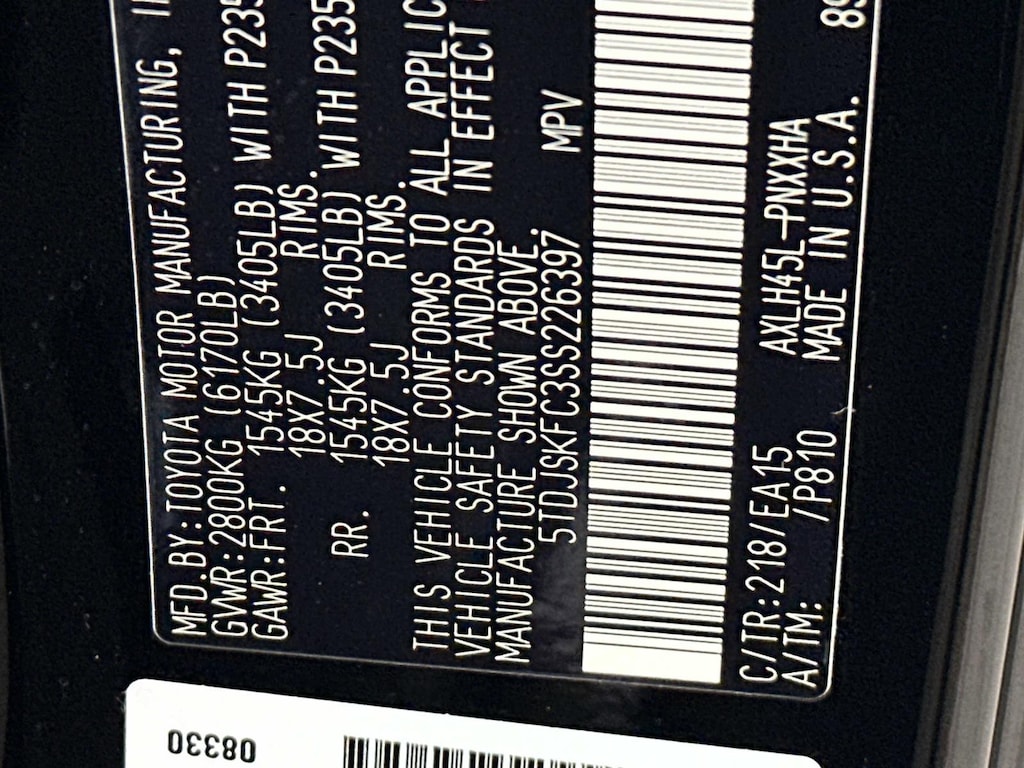 MFD.BY:TOYOTA MOTOR MANUFACTURING,
GVWR:2800KG (6170LB)
GAWR:FRT. 1545KG (3405LB) WITH P235
18X7.5J RIMS.
RR. 1545KG (3405LB) WITH P235
18X7.5J RIMS.
THIS VEHICLE CONFORMS TO ALL APPLIC
VEHICLE SAFETY STANDARDS IN EFFECT
MANUFACTURE SHOWN ABOVE.
5TDJSKFC3SS226397 MPV
C/TR:218/EA15 AXLH45L-PNXXHA
A/TM: /P810 MADE IN U.S.A. 89
08330